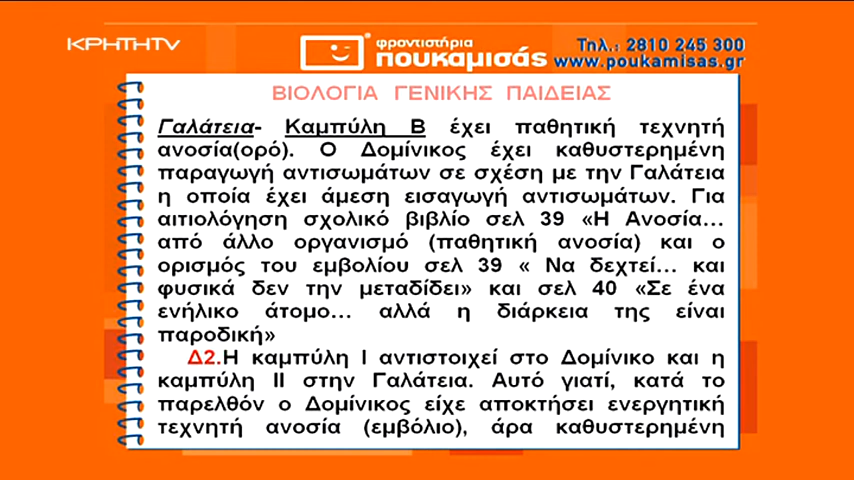 ΚΡΗΤΗTV
φροντιστήρια
πουκαμισάς
Τηλ.: 2810 245 300
www.poukamisas.gr
ΒΙΟΛΟΓΙΑ ΓΕΝΙΚΗΣ ΠΑΙΔΕΙΑΣ
Γαλάτεια- Καμπύλη Β έχει παθητική τεχνητή
ανοσία(ορό). Ο Δομίνικος έχει καθυστερημένη
παραγωγή αντισωμάτων σε σχέση με την Γαλάτεια
η οποία έχει άμεση εισαγωγή αντισωμάτων. Για
αιτιολόγηση σχολικό βιβλίο σελ 39 «Η Ανοσία...
από άλλο οργανισμό (παθητική ανοσία) και ο
ορισμός του εμβολίου σελ 39 « Να δεχτεί... και
φυσικά δεν την μεταδίδει» και σελ 40 «Σε ένα
ενήλικο άτομο... αλλά η διάρκεια της είναι
παροδική»
Δ2.Η καμπύλη Ι αντιστοιχεί στο Δομίνικο και η
καμπύλη ΙΙ στην Γαλάτεια. Αυτό γιατί, κατά το
παρελθόν ο Δομίνικος είχε αποκτήσει ενεργητική
τεχνητή ανοσία (εμβόλιο), άρα καθυστερημένη